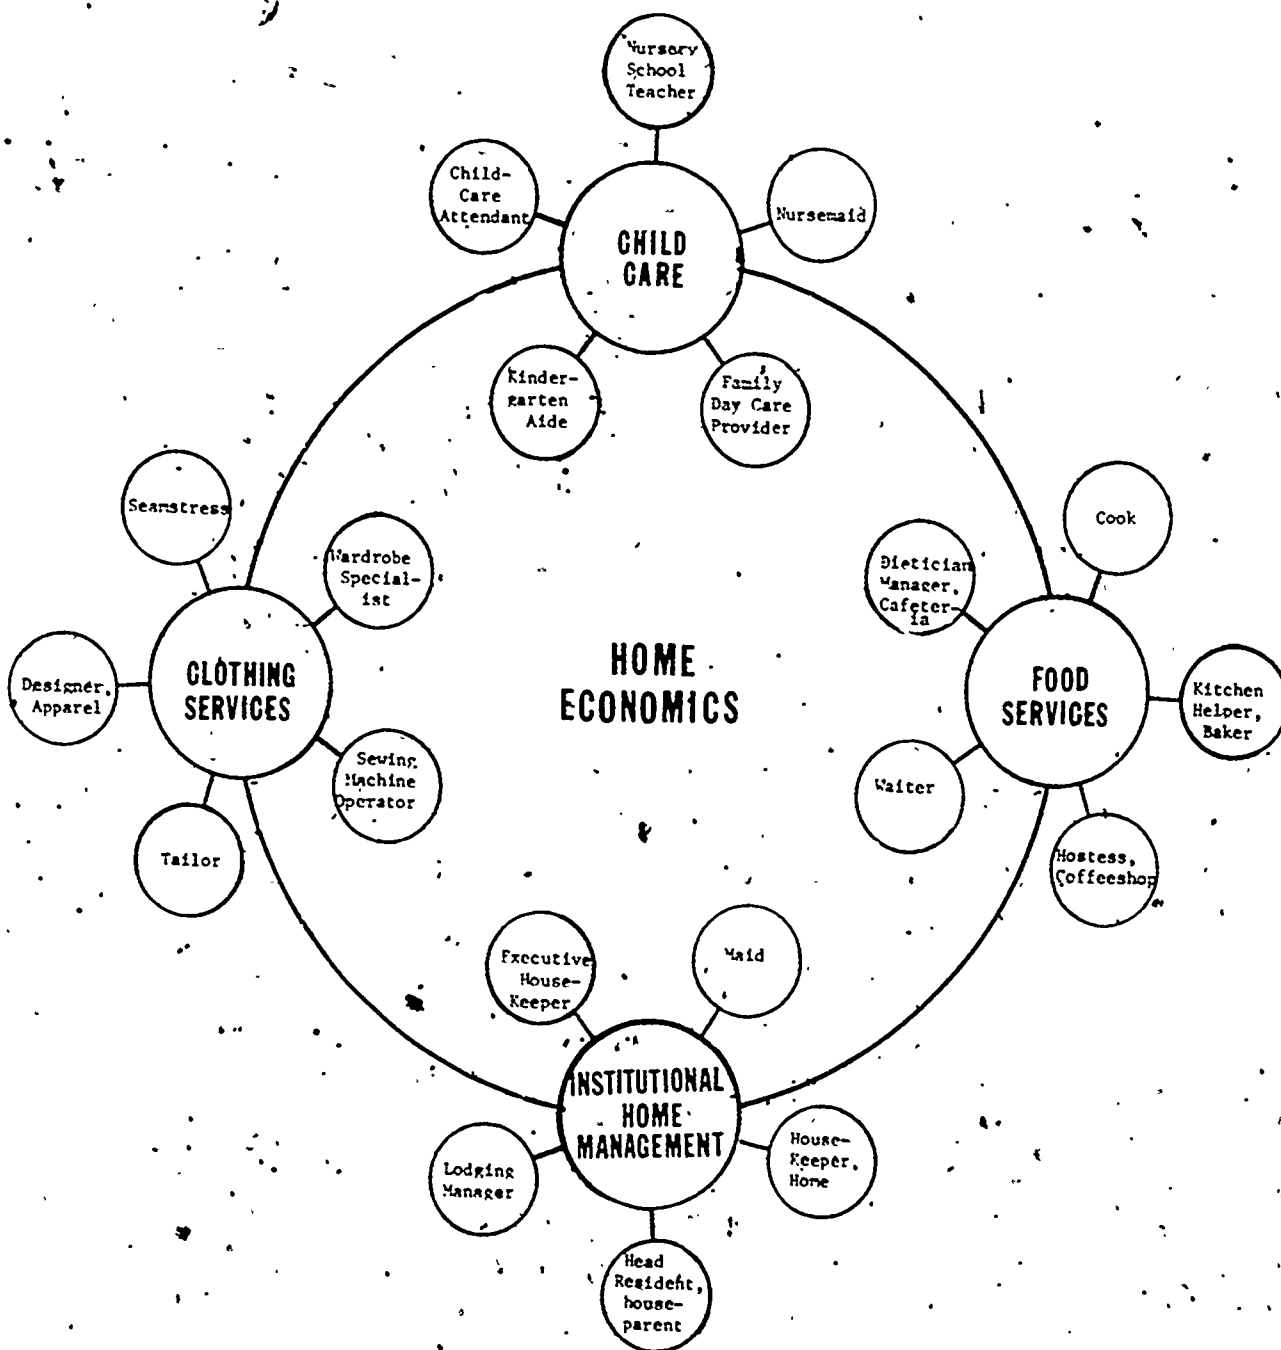 Nursery
School
Teacher
Child-
Care
Attendant
Nursemaid
CHILD
CARE
Kinder-
garten
Aide
Family
Day Care
Provider
Seamstress
Wardrobe
Special-
ist
Designer,
Apparel
CLOTHING
SERVICES
Sewing
Machine
Operator
Tailor
HOME
ECONOMICS
Cook
Dietician
Manager,
Cafeter-
ia
FOOD
SERVICES
Kitchen
Helper,
Baker
Waiter
Hostess,
Coffeeshop
Executive
House-
Keeper
Maid
INSTITUTIONAL
HOME
MANAGEMENT
Lodging
Manager
House-
Keeper,
Home
Head
Resident,
house-
parent